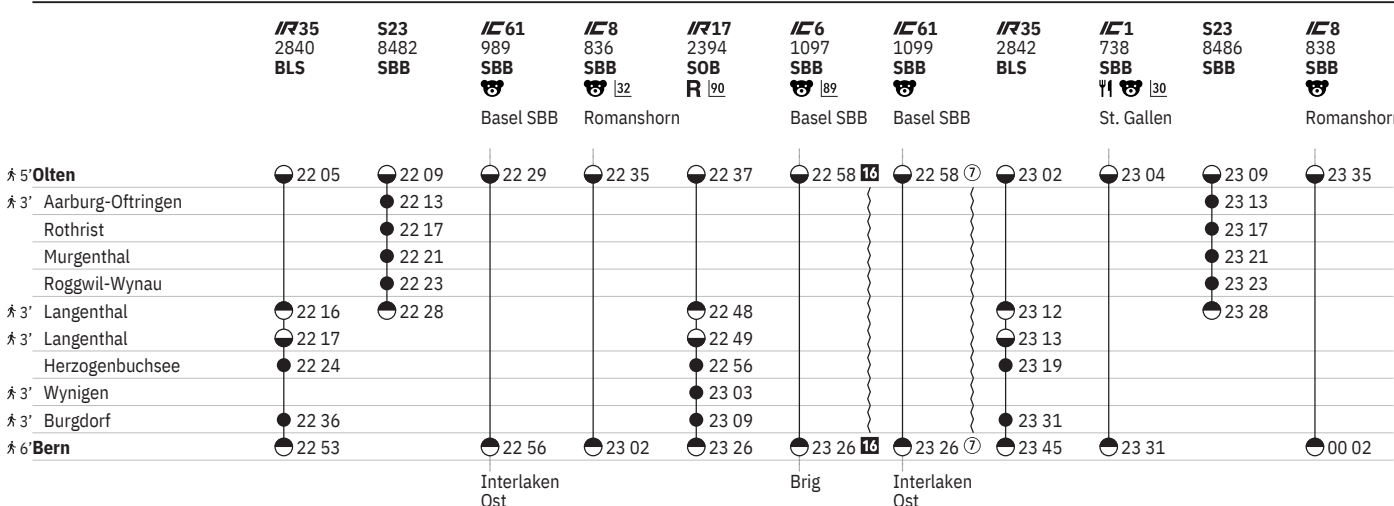 IR35 S23 IC61 IC8 IR17 IC6 IC61 IR35 IC1 S23 IC8
2840 8482 989 836 2394 1097 1099 2842 738 8486 838
BLS SBB SBB SBB SOB SBB SBB BLS SBB SBB SBB
32 R 90 89 30
Basel SBB Romanshorn Basel SBB Basel SBB St. Gallen Romanshorn
5' Olten 22 05 22 09 22 29 22 35 22 37 22 58 16 22 58 7 23 02 23 04 23 09 23 35
3' Aarburg-Oftringen 22 13 23 13
Rothrist 22 17 23 17
Murgenthal 22 21 23 21
Roggwil-Wynau 22 23 23 23
3' Langenthal 22 16 22 28 22 48 23 12 23 28
3' Langenthal 22 17 22 49 23 13
Herzogenbuchsee 22 24 22 56 23 19
3' Wynigen 23 03
3' Burgdorf 22 36 23 09 23 31
6' Bern 22 53 22 56 23 02 23 26 23 26 16 23 26 7 23 45 23 31 00 02
Interlaken Brig Interlaken
Ost Ost